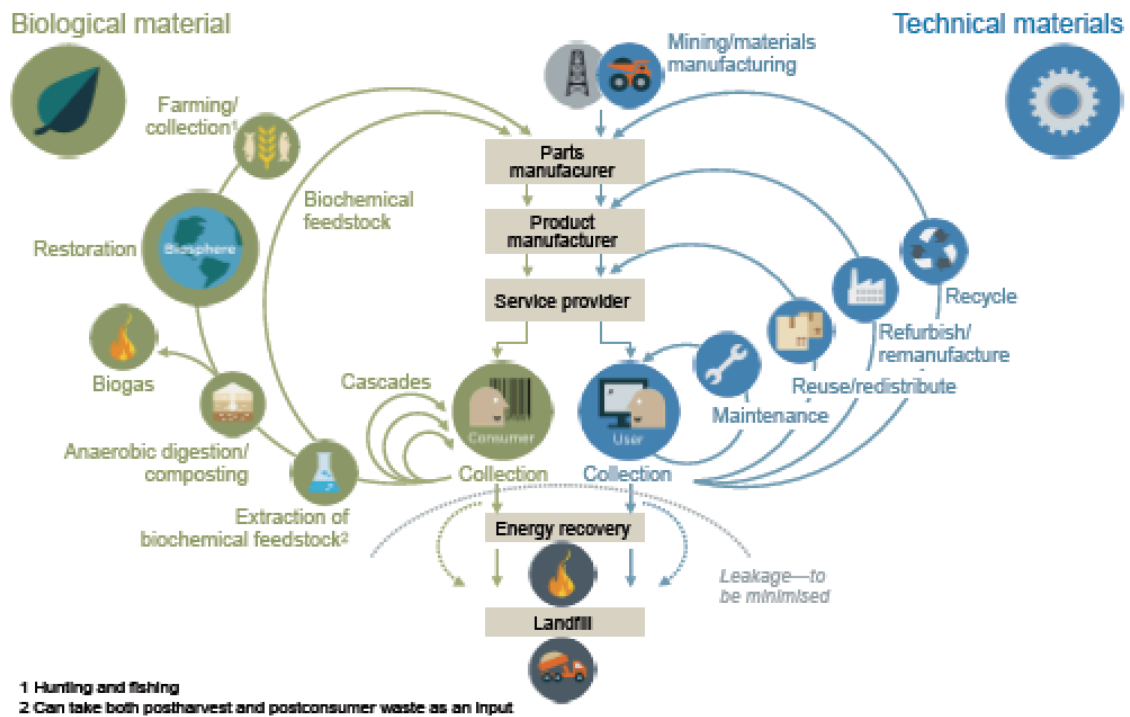 Biological material
Technical materials
Mining/materials
manufacturing
Farming/
collection¹
Parts
manufacurer
Biochemical
feedstock
Product
manufacturer
Restoration
Biosphere
Service provider
Recycle
Biogas
Refurbish/
remanufacture
Cascades
Reuse/redistribute
Maintenance
Consumer
User
Anaerobic digestion/
composting
Collection
Collection
Extraction of
biochemical feedstock²
Energy recovery
Leakage—to
be minimised
Landfill
1 Hunting and fishing
2 Can take both postharvest and postconsumer waste as an input